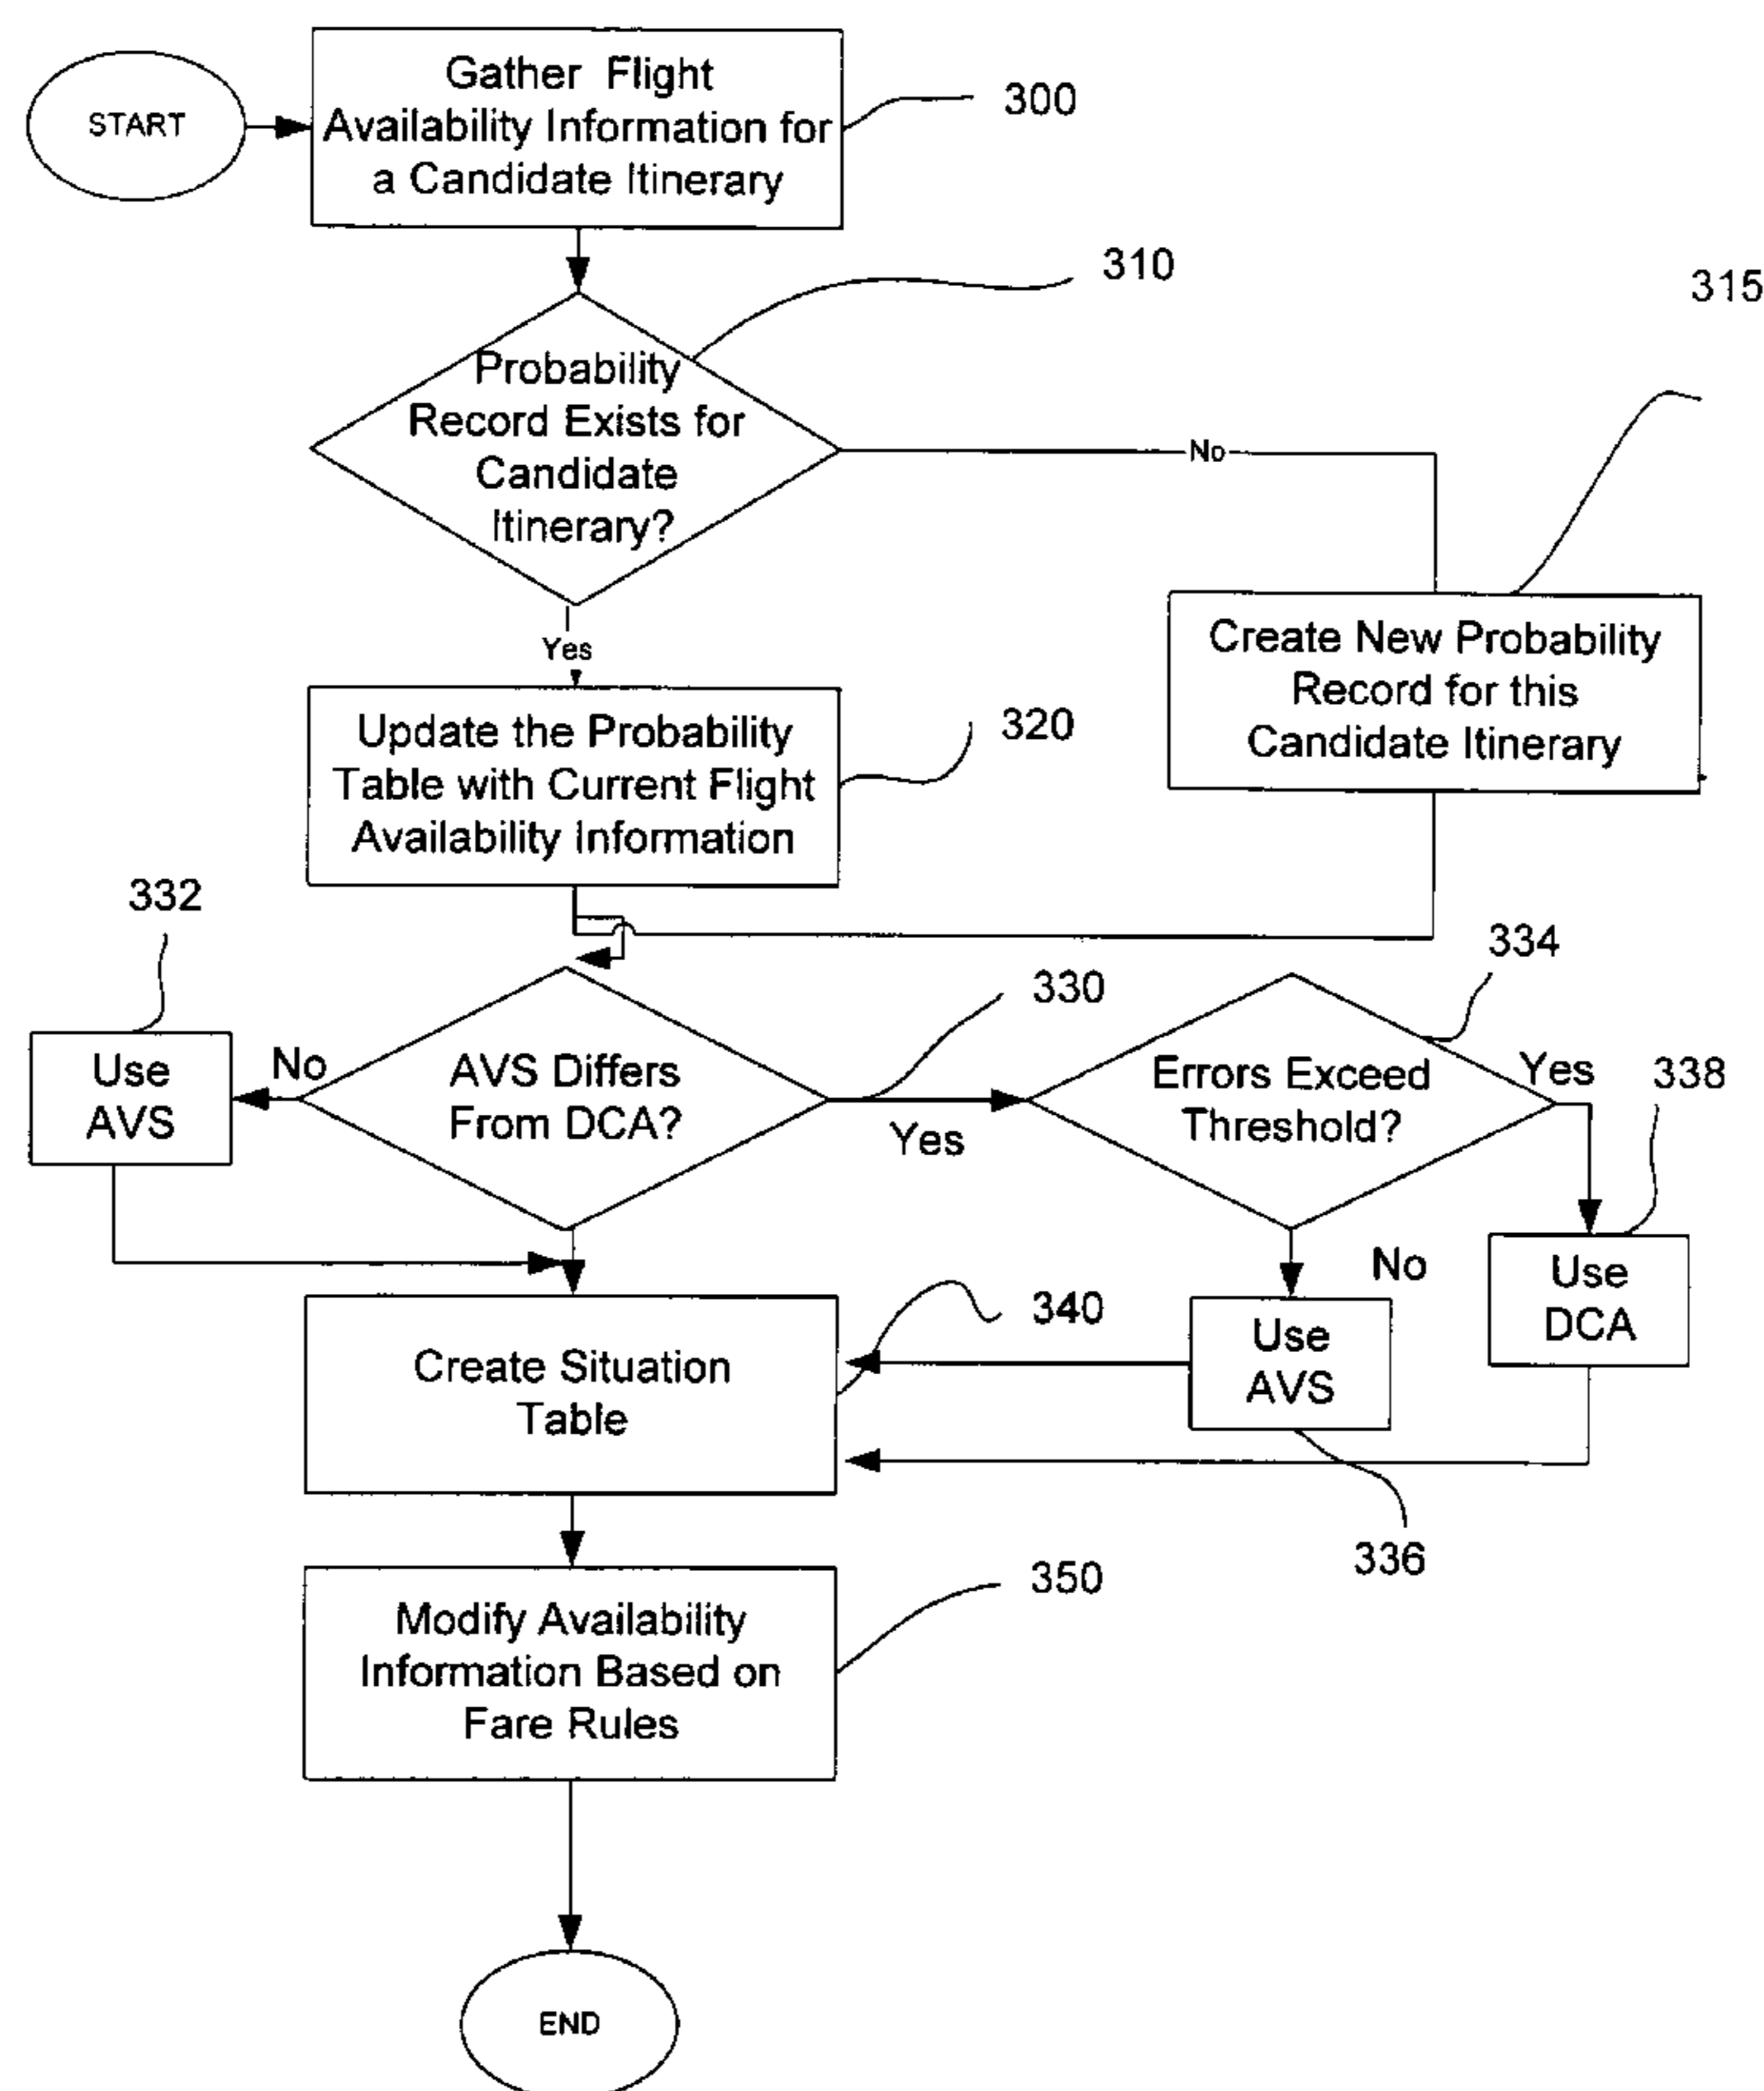 START
Gather Flight
Availability Information for
a Candidate Itinerary
300
310
315
Probability
Record Exists for
Candidate
Itinerary?
No
Yes
Create New Probability
Record for this
Candidate Itinerary
Update the Probability
Table with Current Flight
Availability Information
320
332
334
330
Use
AVS
No
AVS Differs
From DCA?
Yes
Errors Exceed
Threshold?
Yes
338
No
Use
DCA
340
Create Situation
Table
Use
AVS
336
350
Modify Availability
Information Based on
Fare Rules
END